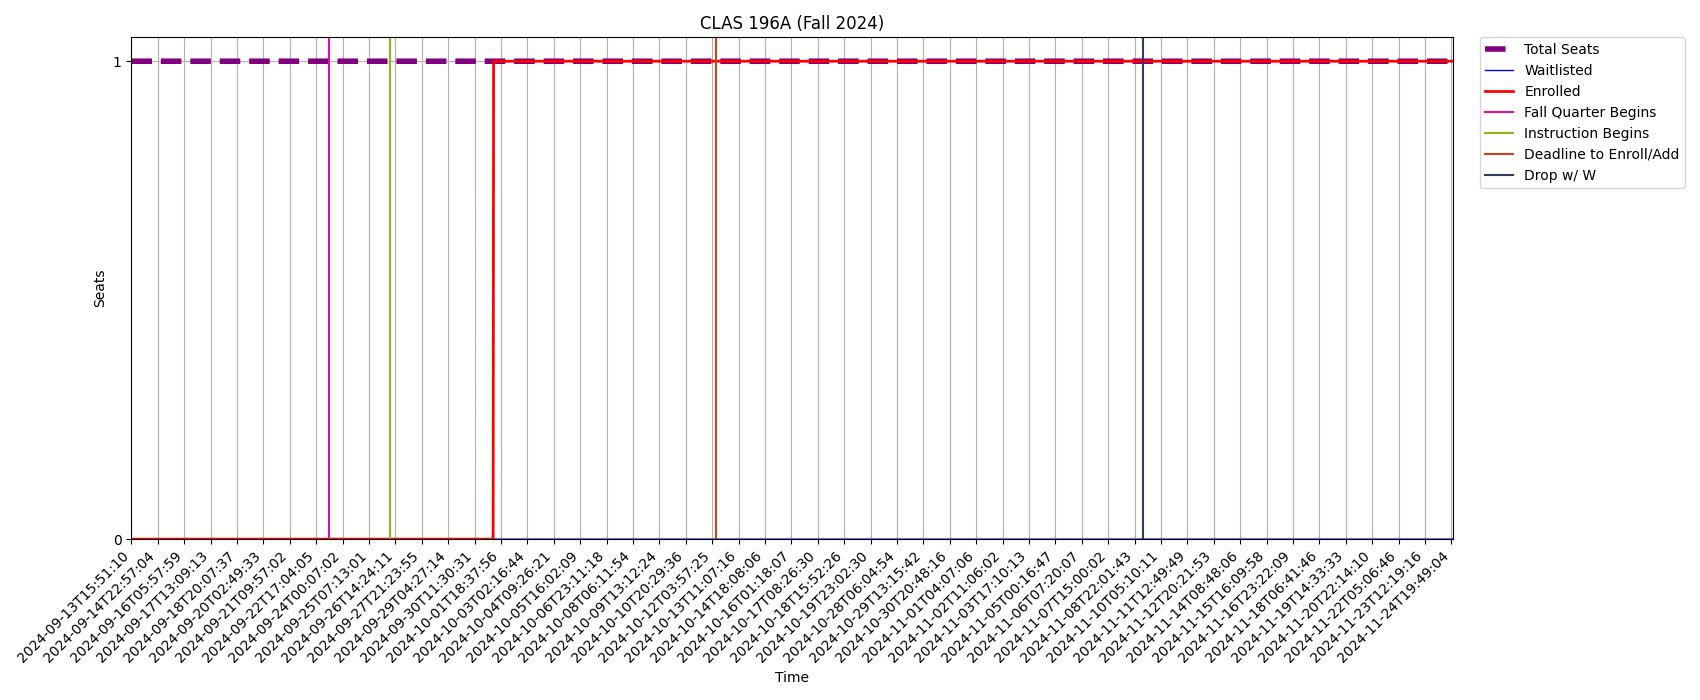 CLAS 196A (Fall 2024)
Total Seats
Waitlisted
Enrolled
Fall Quarter Begins
Instruction Begins
Deadline to Enroll/Add
Drop w/ W
Seats
1
0
2024-09-13T15:51:10
2024-09-14T22:57:04
2024-09-16T05:57:59
2024-09-17T13:09:13
2024-09-18T20:07:37
2024-09-20T02:49:33
2024-09-21T09:57:02
2024-09-22T17:04:05
2024-09-24T00:07:02
2024-09-25T07:13:01
2024-09-26T14:24:11
2024-09-27T21:23:55
2024-09-29T04:27:14
2024-09-30T11:30:31
2024-10-01T18:37:56
2024-10-03T02:16:44
2024-10-04T09:26:21
2024-10-05T16:02:09
2024-10-06T23:11:18
2024-10-08T06:11:54
2024-10-09T13:12:24
2024-10-10T20:29:36
2024-10-12T03:57:25
2024-10-13T11:07:16
2024-10-14T18:08:06
2024-10-16T01:18:07
2024-10-17T08:26:30
2024-10-18T15:52:26
2024-10-19T23:02:30
2024-10-28T06:04:54
2024-10-29T13:15:42
2024-10-30T20:48:16
2024-11-01T04:07:06
2024-11-02T11:06:02
2024-11-03T17:10:13
2024-11-05T00:16:47
2024-11-06T07:20:07
2024-11-07T15:00:02
2024-11-08T22:01:43
2024-11-10T05:10:11
2024-11-11T12:49:49
2024-11-12T20:21:53
2024-11-14T08:48:06
2024-11-15T16:09:58
2024-11-16T23:22:09
2024-11-18T06:41:46
2024-11-19T14:33:33
2024-11-20T22:14:10
2024-11-22T05:06:46
2024-11-23T12:19:16
2024-11-24T19:49:04
Time